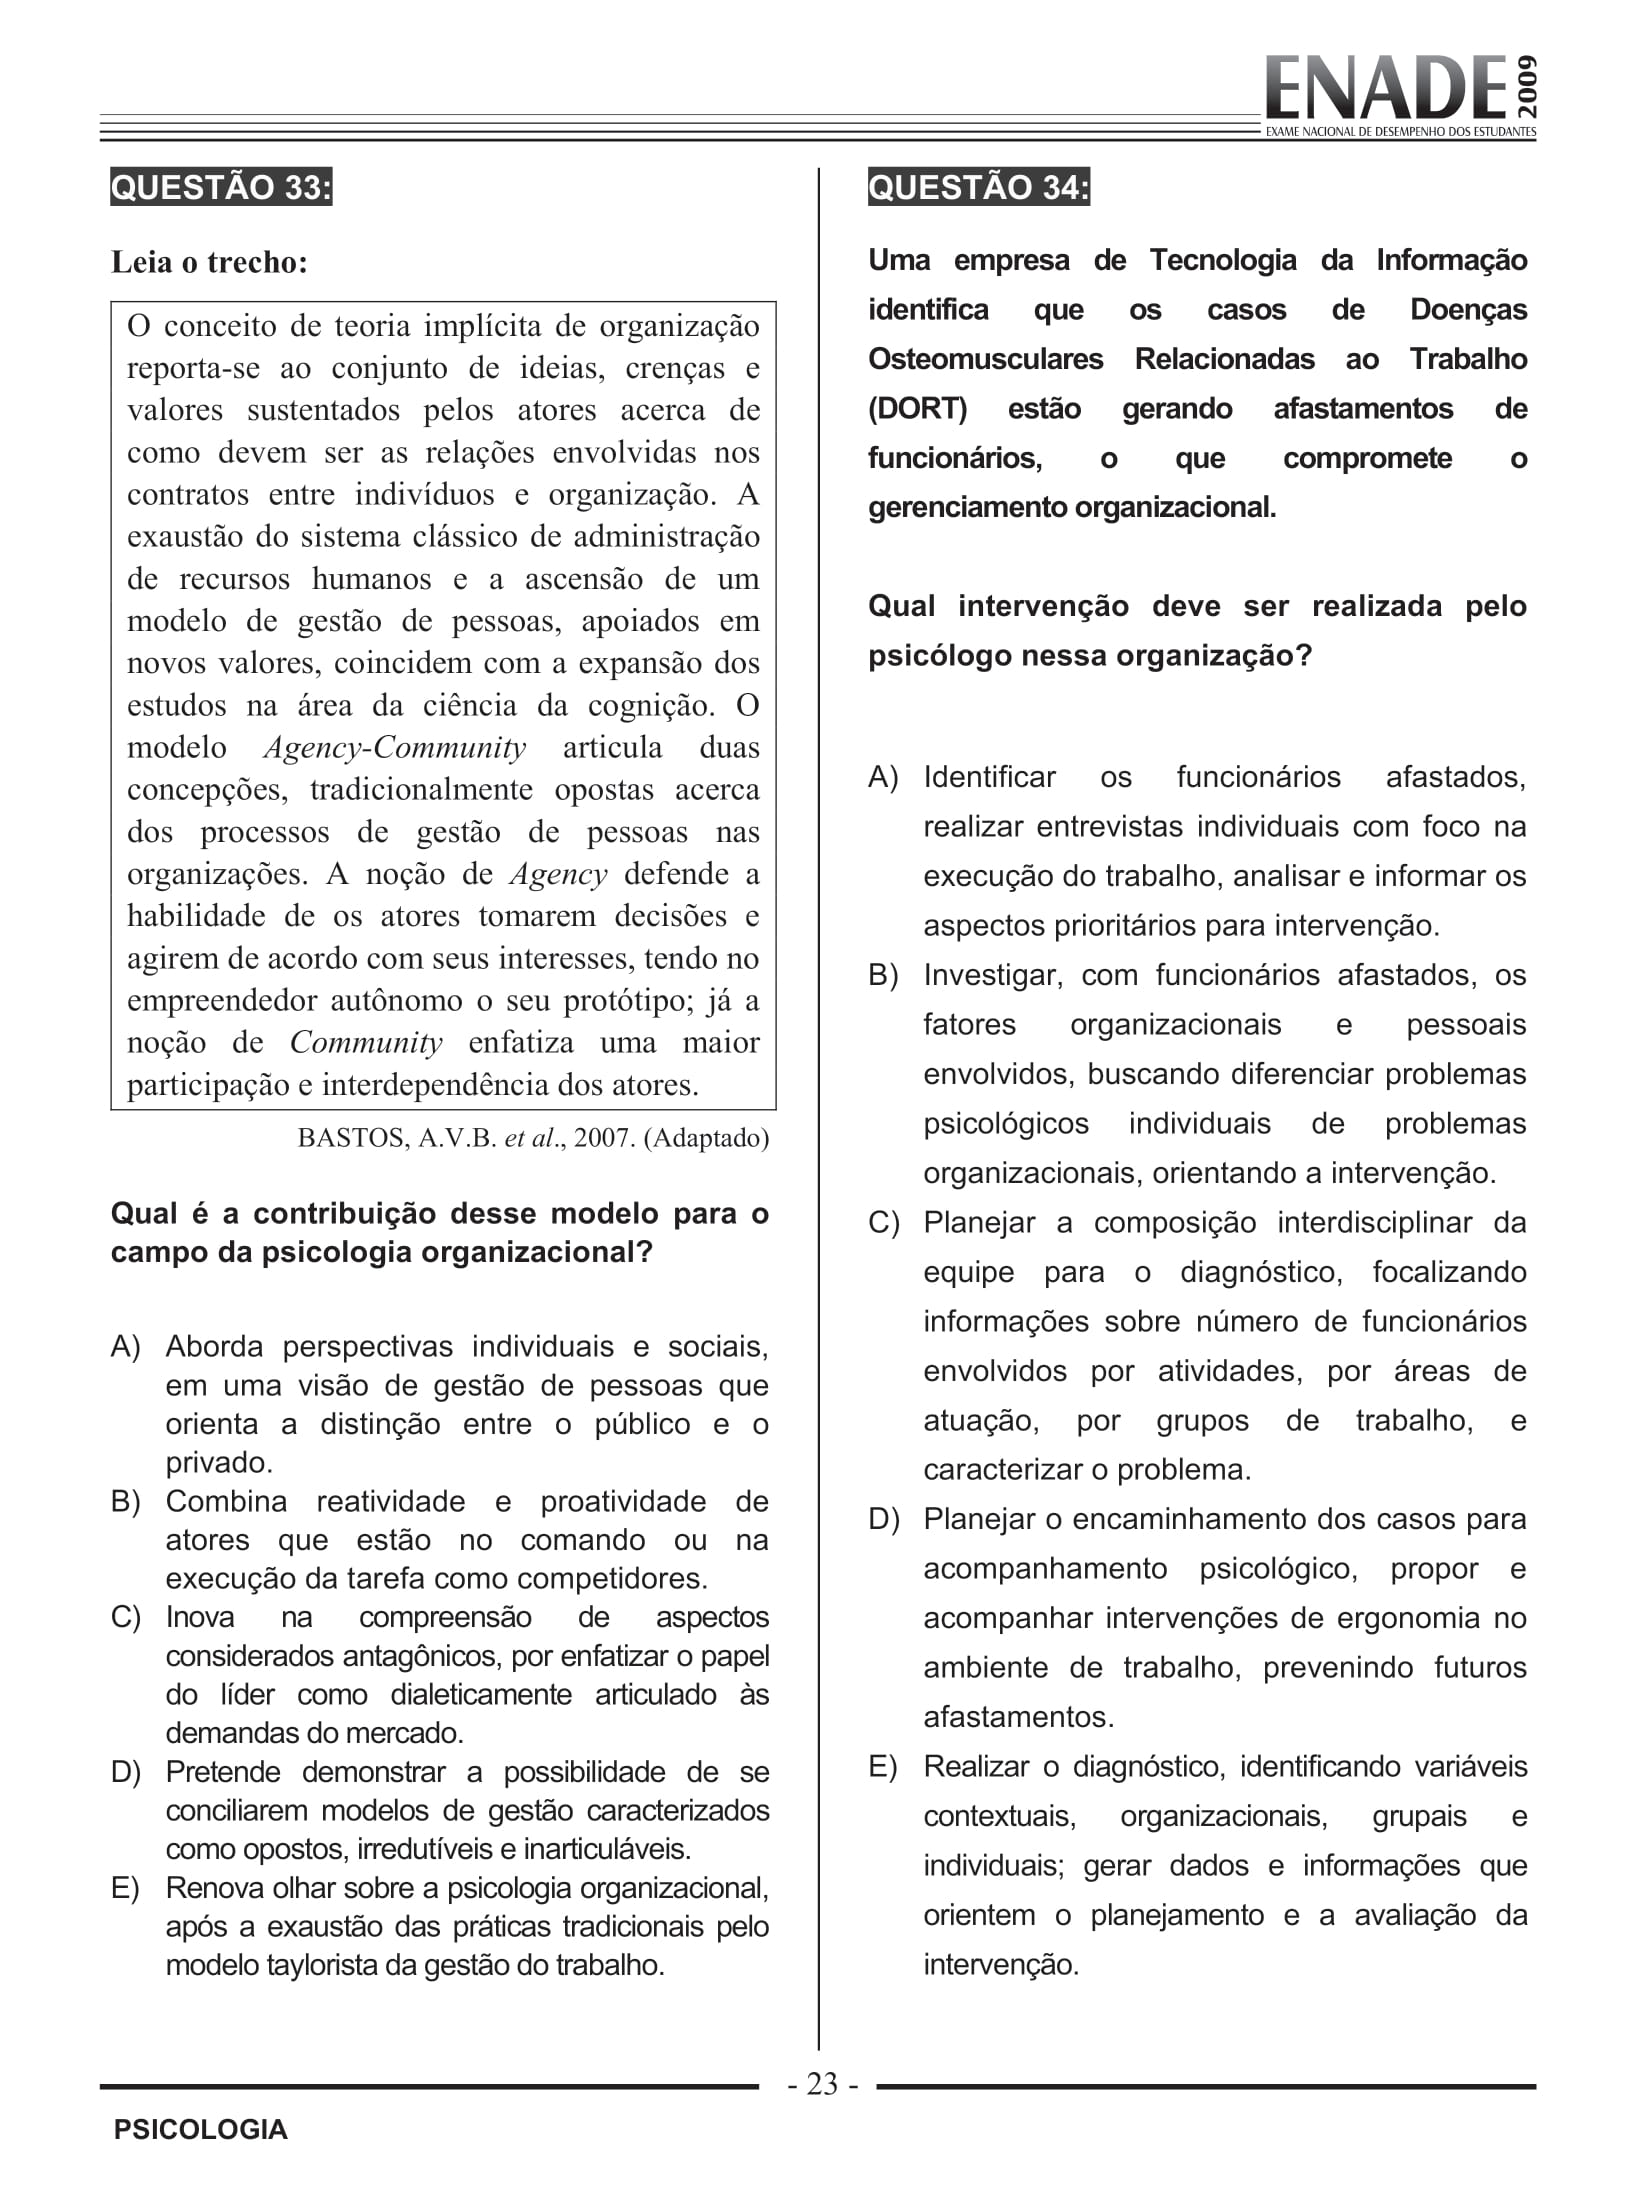 ENADE 2009
EXAME NACIONAL DE DESEMPENHO DOS ESTUDANTES
QUESTÃO 33:
Leia o trecho:
O conceito de teoria implícita de organização
reporta-se ao conjunto de ideias, crenças e
valores sustentados pelos atores acerca de
como devem ser as relações envolvidas nos
contratos entre indivíduos e organização. A
exaustão do sistema clássico de administração
de recursos humanos e a ascensão de um
modelo de gestão de pessoas, apoiados em
novos valores, coincidem com a expansão dos
estudos na área da ciência da cognição. O
modelo Agency-Community articula duas
concepções, tradicionalmente opostas acerca
dos processos de gestão de pessoas nas
organizações. A noção de Agency defende a
habilidade de os atores tomarem decisões e
agirem de acordo com seus interesses, tendo no
empreendedor autônomo o seu protótipo; já a
noção de Community enfatiza uma maior
participação e interdependência dos atores.
BASTOS, A.V.B. et al., 2007. (Adaptado)
Qual é a contribuição desse modelo para o
campo da psicologia organizacional?
A) Aborda perspectivas individuais e sociais,
em uma visão de gestão de pessoas que
orienta a distinção entre o público e o
privado.
B) Combina reatividade e proatividade de
atores que estão no comando ou na
execução da tarefa como competidores.
C) Inova na compreensão de aspectos
considerados antagônicos, por enfatizar o papel
do líder como dialeticamente articulado às
demandas do mercado.
D) Pretende demonstrar a possibilidade de se
conciliarem modelos de gestão caracterizados
como opostos, irredutíveis e inarticuláveis.
E) Renova olhar sobre a psicologia organizacional,
após a exaustão das práticas tradicionais pelo
modelo taylorista da gestão do trabalho.
QUESTÃO 34:
Uma empresa de Tecnologia da Informação
identifica que os casos de Doenças
Osteomusculares Relacionadas ao Trabalho
(DORT) estão gerando afastamentos de
funcionários, o que compromete o
gerenciamento organizacional.
Qual intervenção deve ser realizada pelo
psicólogo nessa organização?
A) Identificar os funcionários afastados,
realizar entrevistas individuais com foco na
execução do trabalho, analisar e informar os
aspectos prioritários para intervenção.
B) Investigar, com funcionários afastados, os
fatores organizacionais e pessoais
envolvidos, buscando diferenciar problemas
psicológicos individuais de problemas
organizacionais, orientando a intervenção.
C) Planejar a composição interdisciplinar da
equipe para o diagnóstico, focalizando
informações sobre número de funcionários
envolvidos por atividades, por áreas de
atuação, por grupos de trabalho, e
caracterizar o problema.
D) Planejar o encaminhamento dos casos para
acompanhamento psicológico, propor e
acompanhar intervenções de ergonomia no
ambiente de trabalho, prevenindo futuros
afastamentos.
E) Realizar o diagnóstico, identificando variáveis
contextuais, organizacionais, grupais e
individuais; gerar dados e informações que
orientem o planejamento e a avaliação da
intervenção.
- 23 -
PSICOLOGIA